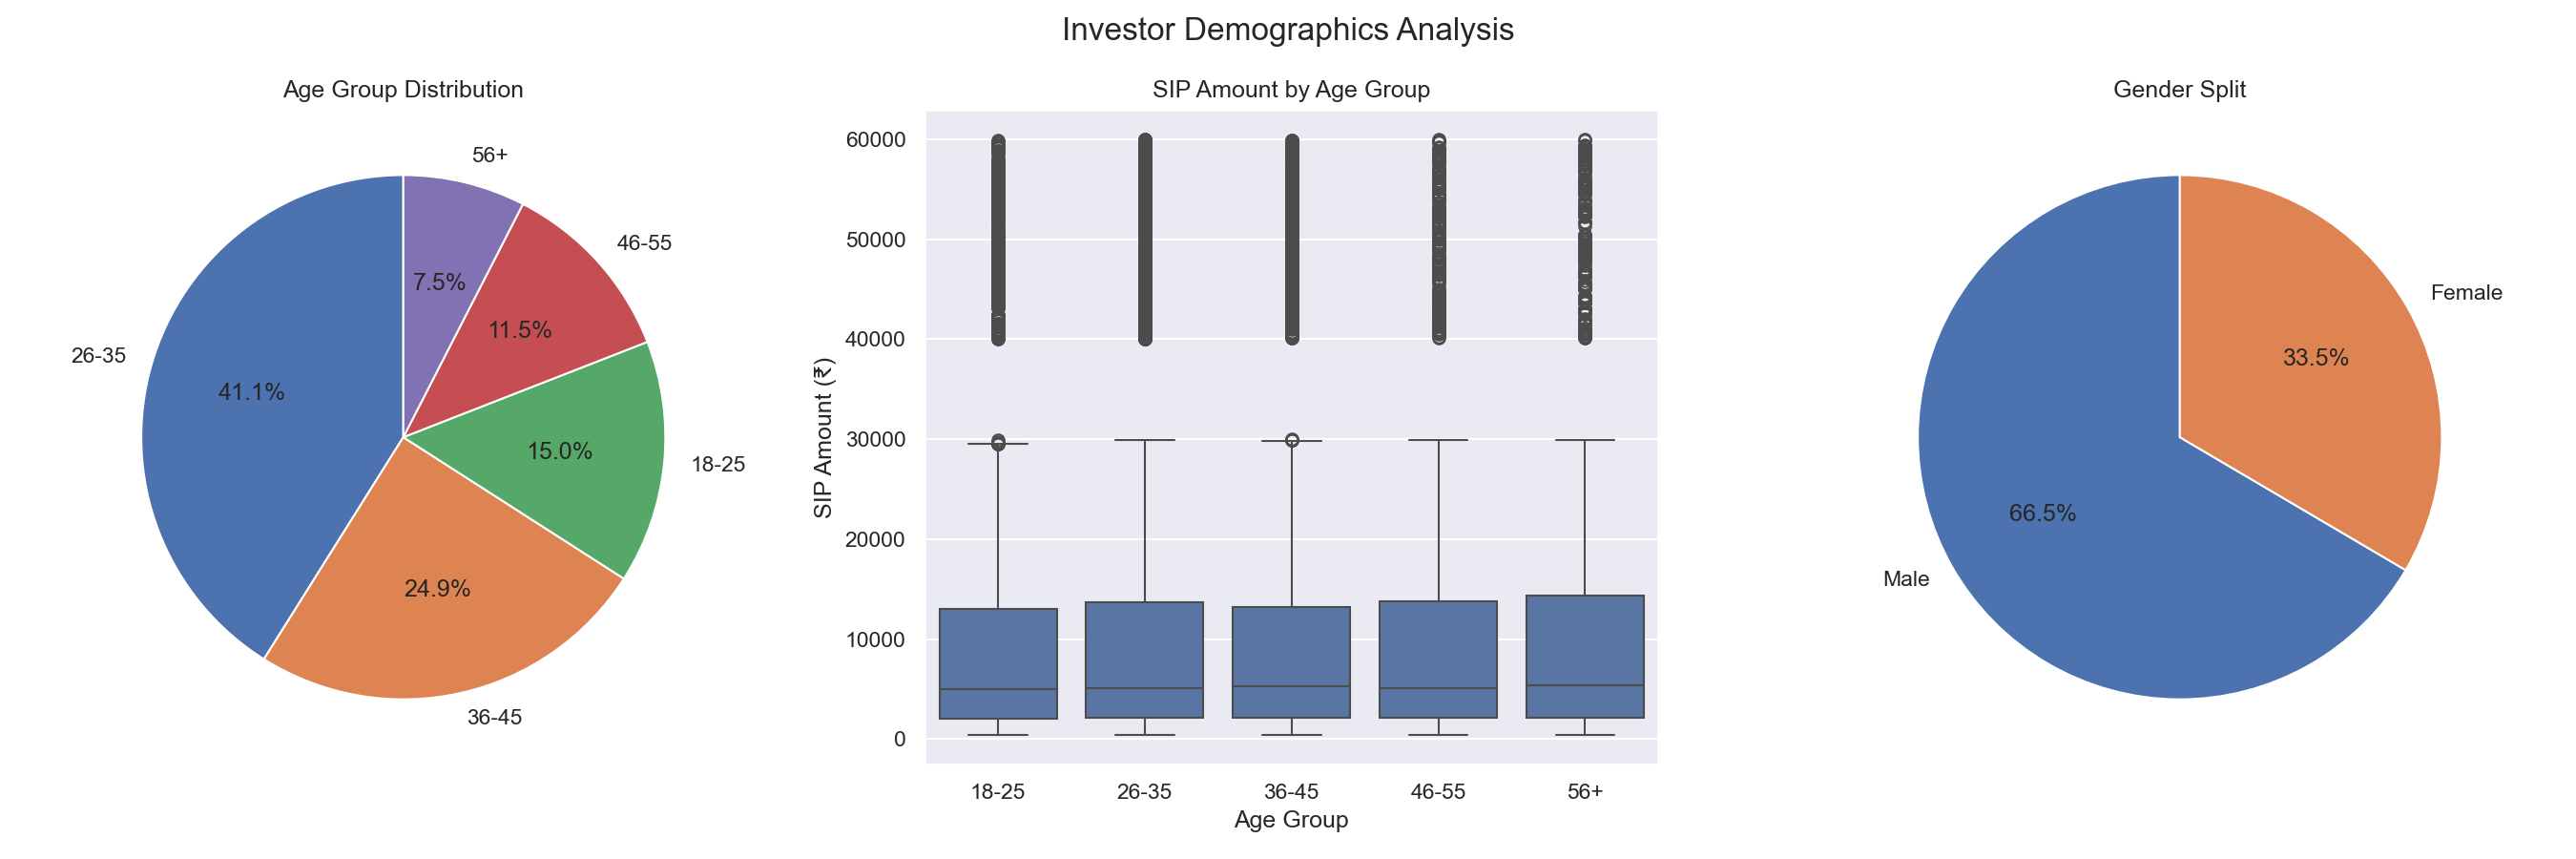 Investor Demographics Analysis
Age Group Distribution
56+
46-55
7.5%
11.5%
26-35
41.1%
15.0%
18-25
24.9%
36-45
SIP Amount by Age Group
SIP Amount (₹)
60000
50000
40000
30000
20000
10000
0
18-25 26-35 36-45 46-55 56+
Age Group
Gender Split
Female
33.5%
66.5%
Male